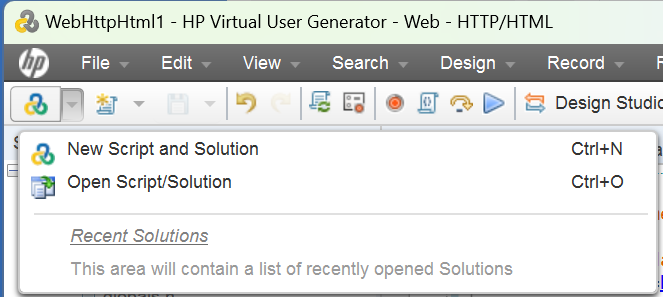 WebHttpHtml1 - HP Virtual User Generator - Web - HTTP/HTML
hp File Edit View Search Design Record
Design Studio
New Script and Solution Ctrl+N
Open Script/Solution Ctrl+O
Recent Solutions
This area will contain a list of recently opened Solutions